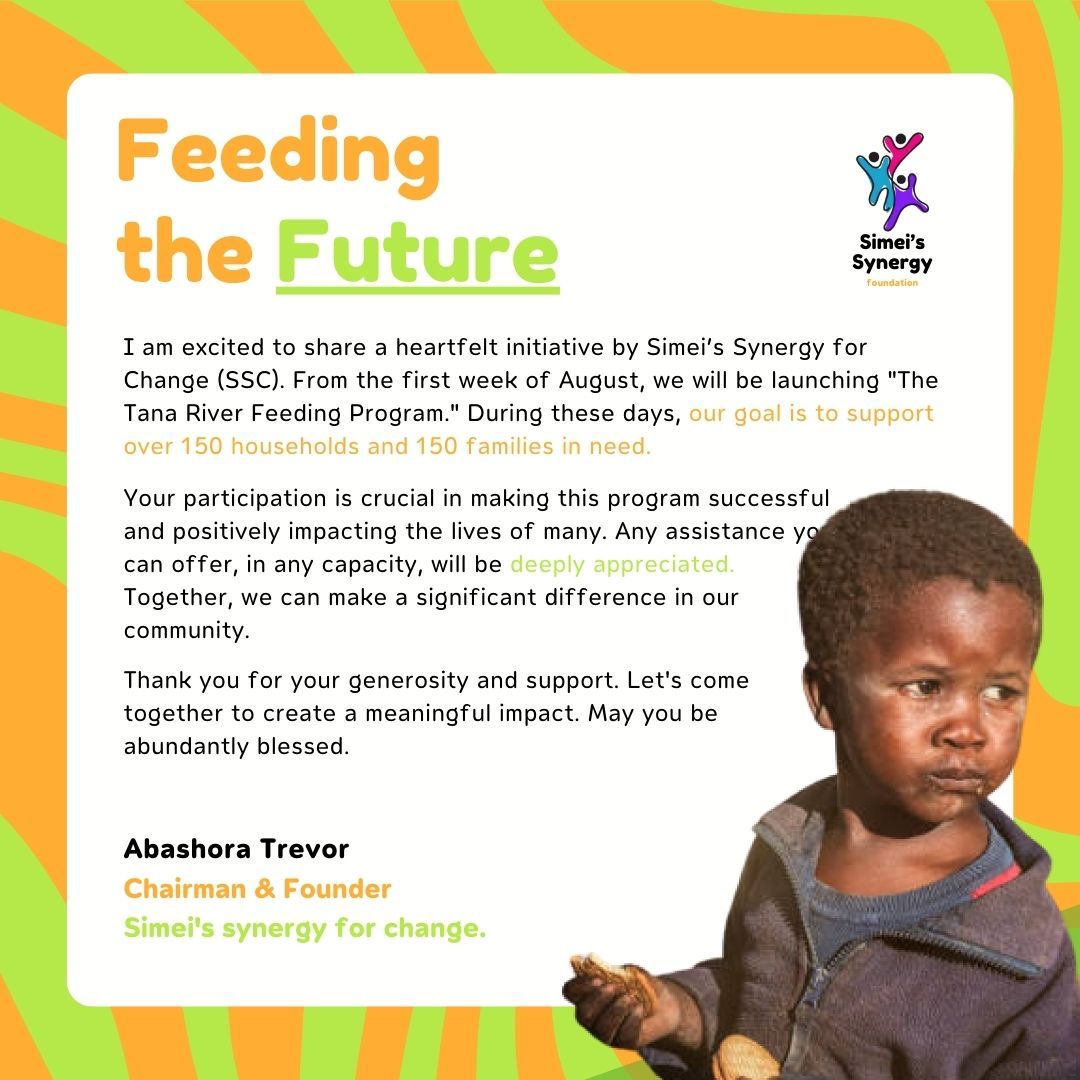 Feeding
the Future
Simei's
Synergy
foundation
I am excited to share a heartfelt initiative by Simei's Synergy for
Change (SSC). From the first week of August, we will be launching "The
Tana River Feeding Program." During these days, our goal is to support
over 150 households and 150 families in need.
Your participation is crucial in making this program successful
and positively impacting the lives of many. Any assistance yo
can offer, in any capacity, will be deeply appreciated.
Together, we can make a significant difference in our
community.
Thank you for your generosity and support. Let's come
together to create a meaningful impact. May you be
abundantly blessed.
Abashora Trevor
Chairman & Founder
Simei's synergy for change.